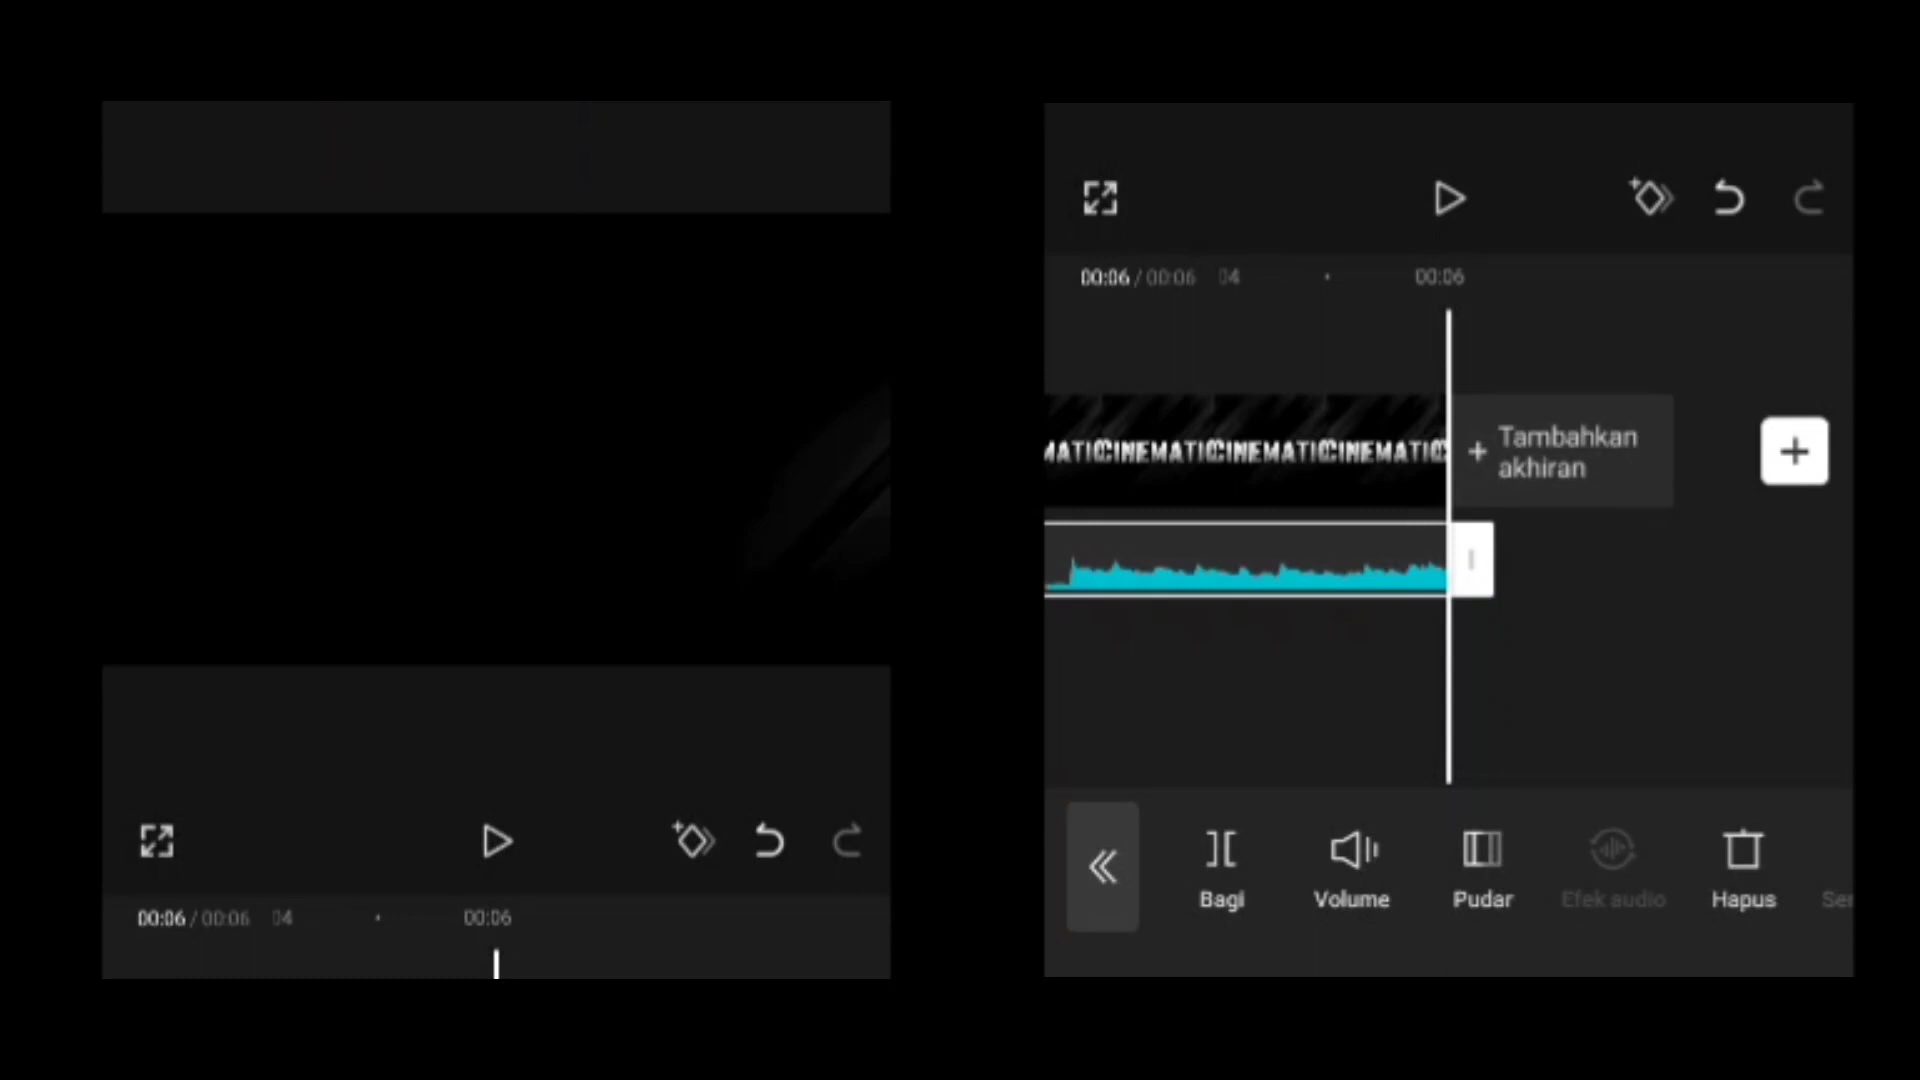 00:06 / 00:06 04 00:06
00:06 / 00:06 04 00:06
MATICINEMATICINEMATICINEMATIC
+ Tambahkan
akhiran
Bagi Volume Pudar Efek audio Hapus